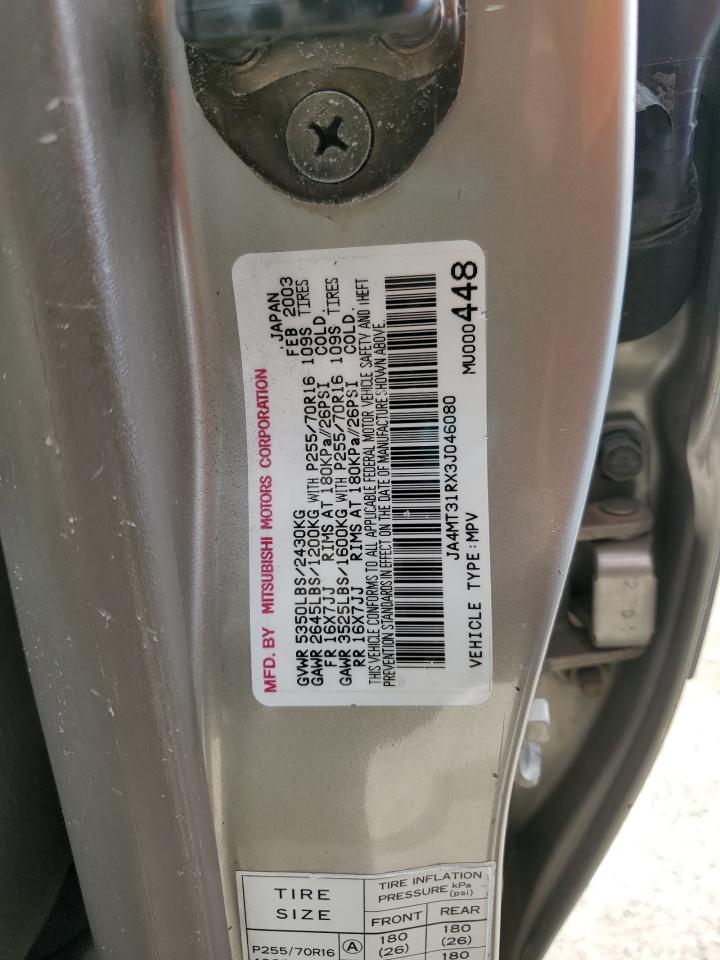 MFD. BY MITSUBISHI MOTORS CORPORATION
JAPAN
FEB 2003
GVWR 5350LBS/2430KG
GAWR 2645LBS/1200KG WITH P255/70R16 109S TIRES
FR 16X7JJ RIMS AT 180KPa//26PSI COLD.
GAWR 3525LBS/1600KG WITH P255/70R16 109S TIRES
RR 16X7JJ RIMS AT 180KPa//26PSI COLD.
THIS VEHICLE CONFORMS TO ALL APPLICABLE FEDERAL MOTOR VEHICLE SAFETY AND THEFT
PREVENTION STANDARDS IN EFFECT ON THE DATE OF MANUFACTURE SHOWN ABOVE.
JA4MT31RX3J046080
VEHICLE TYPE:MPV
MU000448
TIRE SIZE
TIRE INFLATION PRESSURE kPa (psi)
FRONT REAR
P255/70R16 A 180 (26) 180 (26)
180